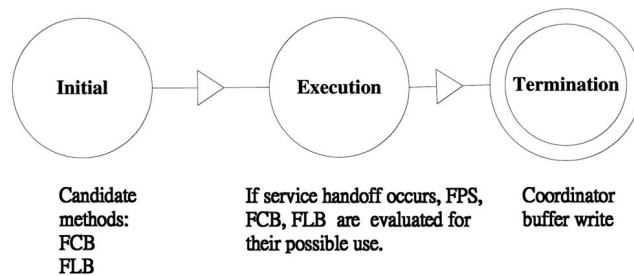 Initial
Execution
Termination
Candidate
methods:
FCB
FLB
If service handoff occurs, FPS,
FCB, FLB are evaluated for
their possible use.
Coordinator
buffer write